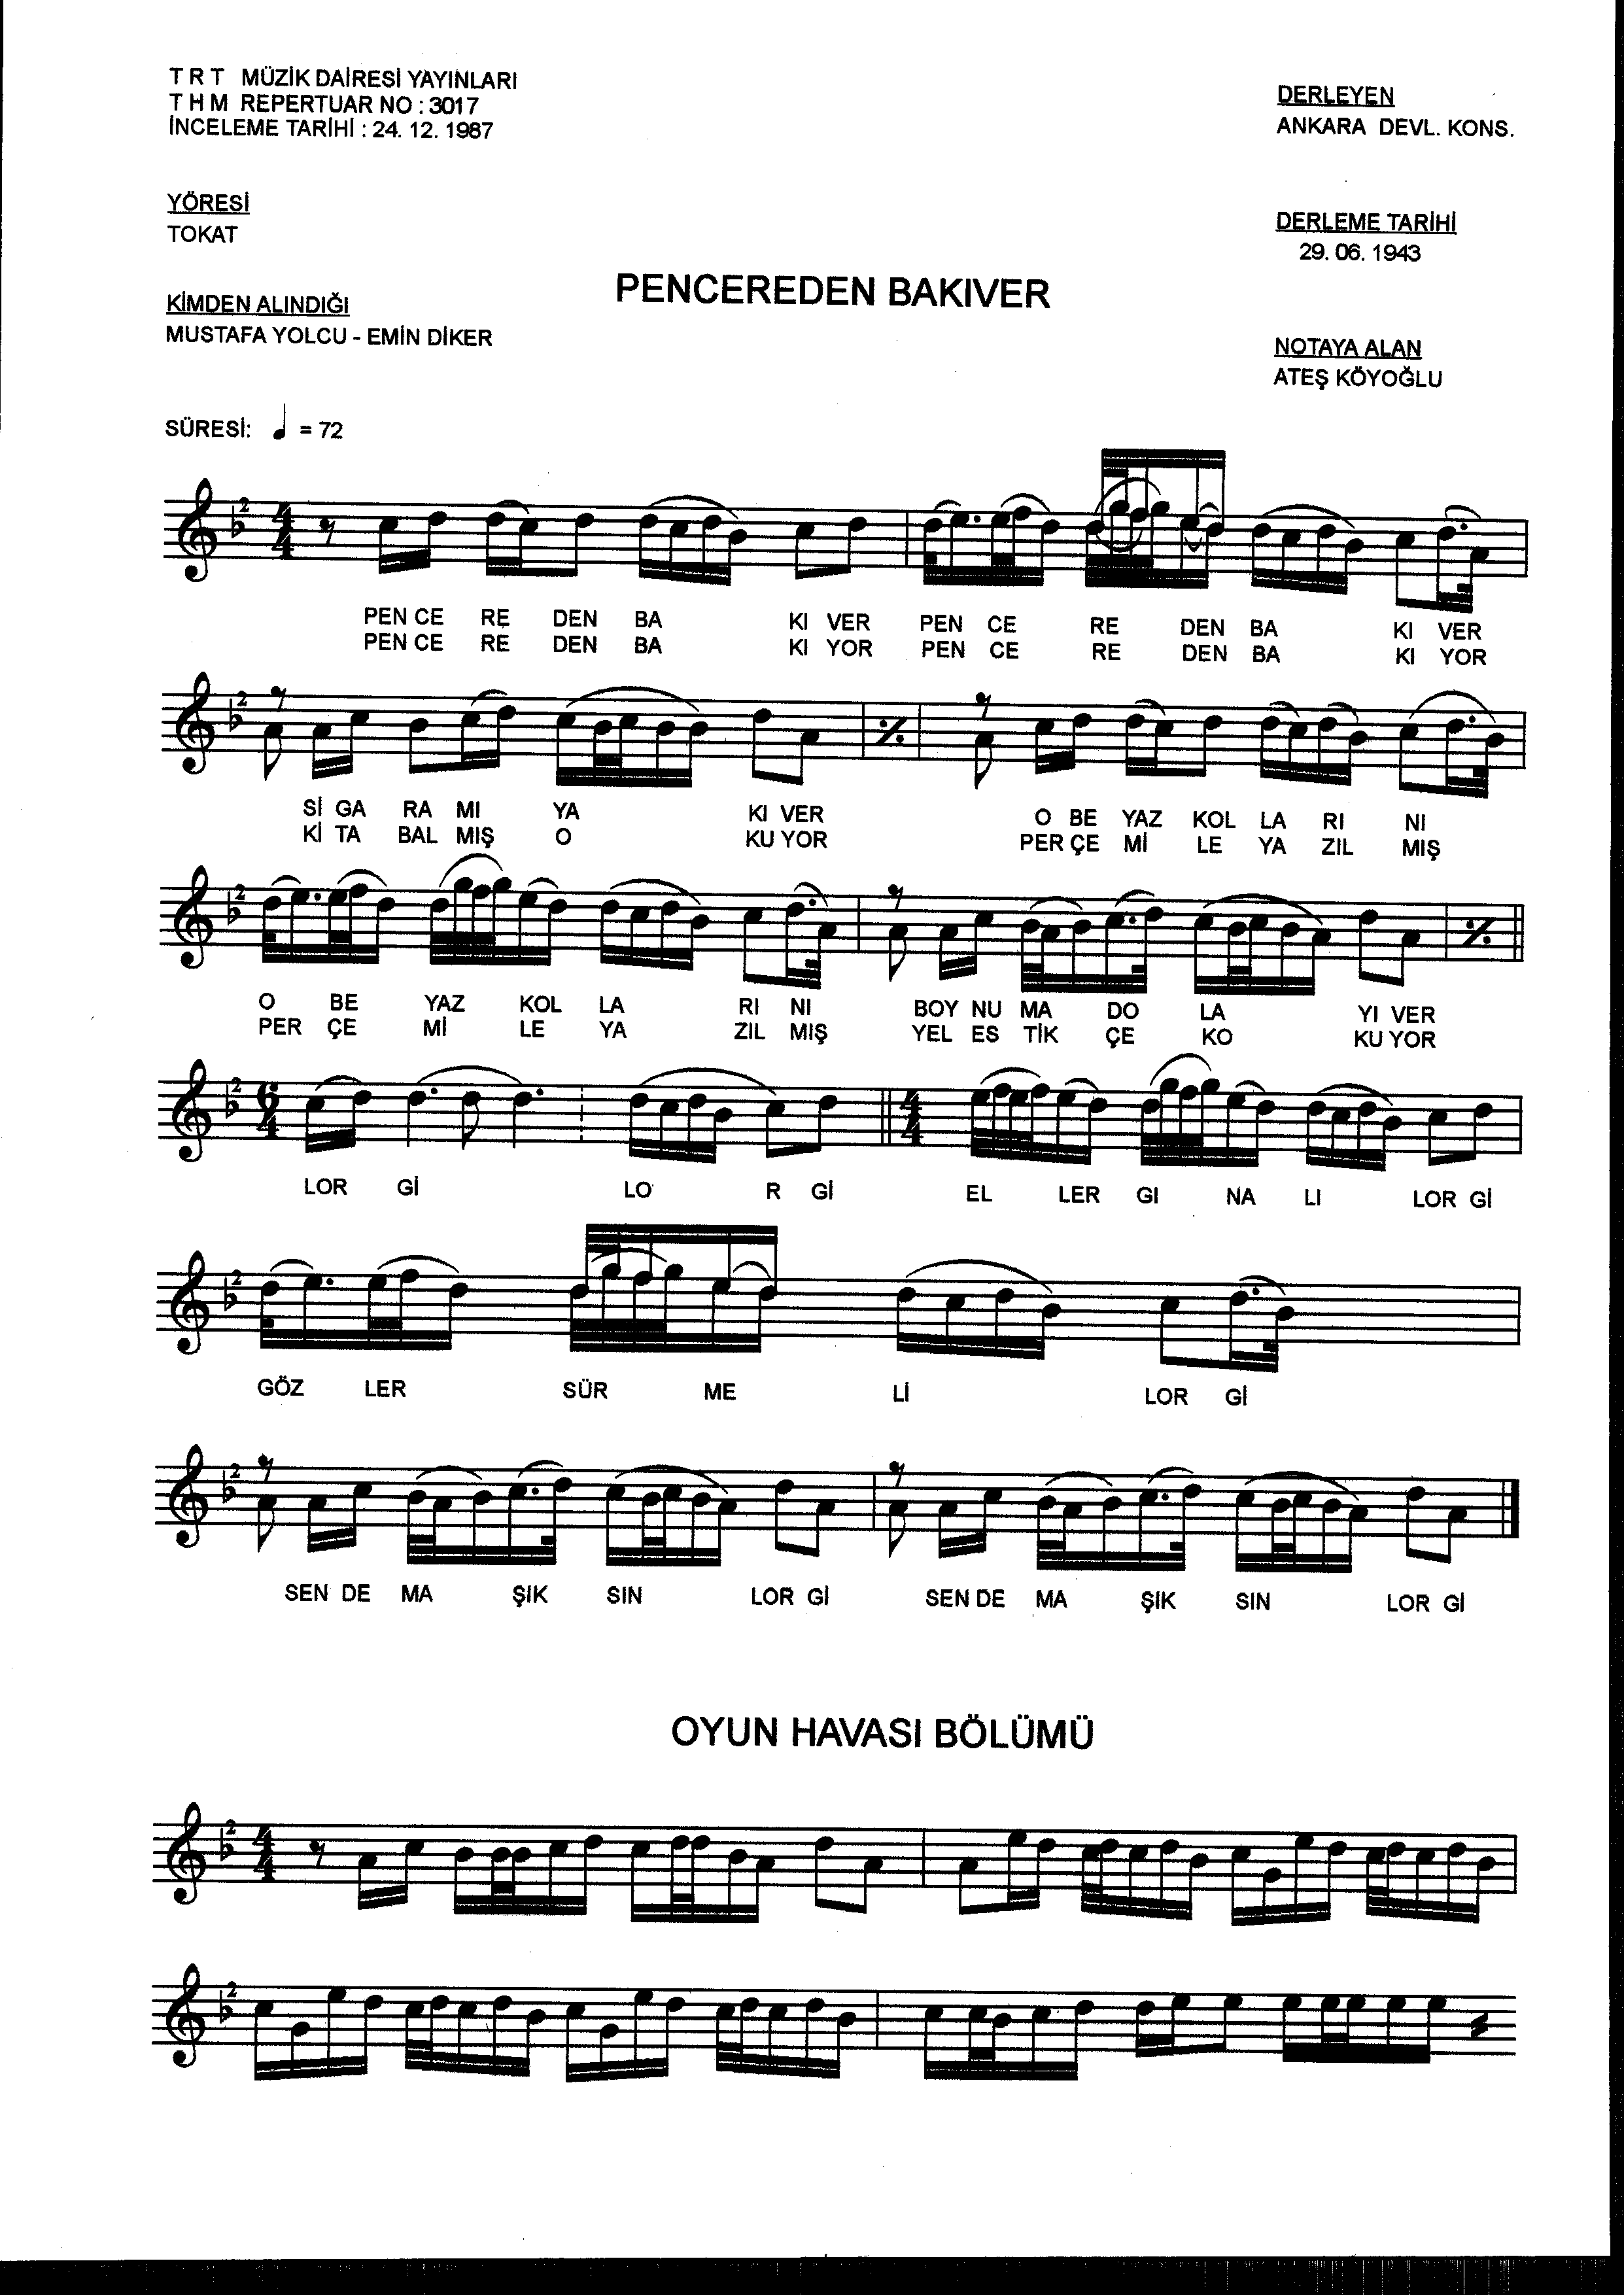 T R T MÜZİK DAİRESİ YAYINLARI
T H M REPERTUAR NO : 3017
İNCELEME TARİHİ : 24. 12. 1987
DERLEYEN
ANKARA DEVL. KONS.
YÖRESİ
TOKAT
DERLEME TARİHİ
29. 06. 1943
PENCEREDEN BAKIVER
KİMDEN ALINDIĞI
MUSTAFA YOLCU - EMİN DİKER
NOTAYA ALAN
ATEŞ KÖYOĞLU
SÜRESİ: ♩ = 72
PEN CE RE DEN BA KI VER PEN CE RE DEN BA KI VER
PEN CE RE DEN BA KI YOR PEN CE RE DEN BA KI YOR
Sİ GA RA MI YA KI VER O BE YAZ KOL LA RI NI
Kİ TA BAL MIŞ O KU YOR PER ÇE Mİ LE YA ZIL MIŞ
O BE YAZ KOL LA RI NI BOY NU MA DO LA YI VER
PER ÇE Mİ LE YA ZIL MIŞ YEL ES TİK ÇE KO KU YOR
LOR Gİ LO R Gİ EL LER GI NA LI LOR Gİ
GÖZ LER SÜR ME Lİ LOR Gİ
SEN DE MA ŞIK SIN LOR Gİ SEN DE MA ŞIK SIN LOR Gİ
OYUN HAVASI BÖLÜMÜ